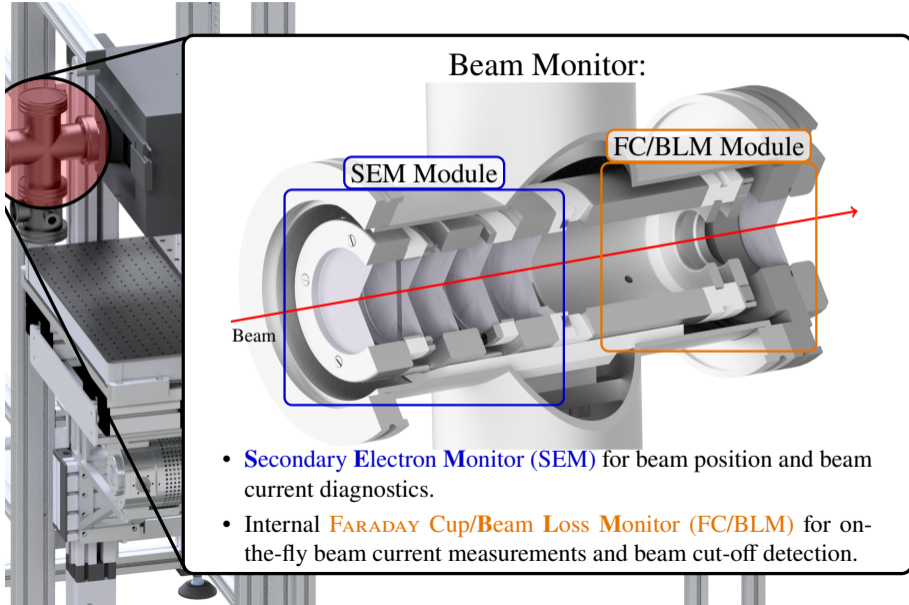 Beam Monitor:
FC/BLM Module
SEM Module
Beam
• Secondary Electron Monitor (SEM) for beam position and beam
current diagnostics.
• Internal FARADAY Cup/Beam Loss Monitor (FC/BLM) for on-
the-fly beam current measurements and beam cut-off detection.